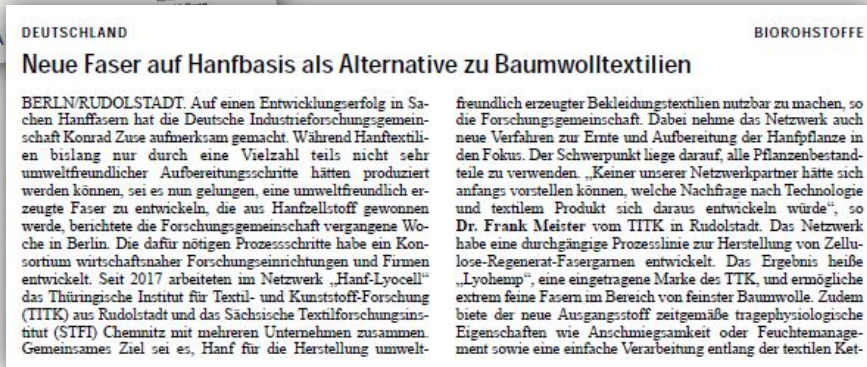 DEUTSCHLAND
BIOROHSTOFFE
Neue Faser auf Hanfbasis als Alternative zu Baumwolltextilien
BERLN/RUDOLSTADT. Auf einen Entwicklungserfolg in Sa-
chen Hanffasern hat die Deutsche Industrieforschungsgemein-
schaft Konrad Zuse aufmerksam gemacht. Während Hanftextili-
en bislang nur durch eine Vielzahl teils nicht sehr
umweltfreundlicher Aufbereitungsschritte hätten produziert
werden können, sei es nun gelungen, eine umweltfreundlich er-
zeugte Faser zu entwickeln, die aus Hanfzellstoff gewonnen
werde, berichtete die Forschungsgemeinschaft vergangene Wo-
che in Berlin. Die dafür nötigen Prozessschritte habe ein Kon-
sortium wirtschaftsnaher Forschungseinrichtungen und Firmen
entwickelt. Seit 2017 arbeiteten im Netzwerk „Hanf-Lyocell“
das Thüringische Institut für Textil- und Kunststoff-Forschung
(TITK) aus Rudolstadt und das Sächsische Textilforschungsins-
titut (STFI) Chemnitz mit mehreren Unternehmen zusammen.
Gemeinsames Ziel sei es, Hanf für die Herstellung umwelt-
freundlich erzeugter Bekleidungstextilien nutzbar zu machen, so
die Forschungsgemeinschaft. Dabei nehme das Netzwerk auch
neue Verfahren zur Ernte und Aufbereitung der Hanfpflanze in
den Fokus. Der Schwerpunkt liege darauf, alle Pflanzenbestand-
teile zu verwenden. „Keiner unserer Netzwerkpartner hätte sich
anfangs vorstellen können, welche Nachfrage nach Technologie
und textilem Produkt sich daraus entwickeln würde“, so
Dr. Frank Meister vom TITK in Rudolstadt. Das Netzwerk
habe eine durchgängige Prozesslinie zur Herstellung von Zellu-
lose-Regenerat-Fasergarnen entwickelt. Das Ergebnis heiße
„Lyohemp“, eine eingetragene Marke des TTK, und ermögliche
extrem feine Fasern im Bereich von feinster Baumwolle. Zudem
biete der neue Ausgangsstoff zeitgemäße tragephysiologische
Eigenschaften wie Anschmiegsamkeit oder Feuchtemanage-
ment sowie eine einfache Verarbeitung entlang der textilen Ket-